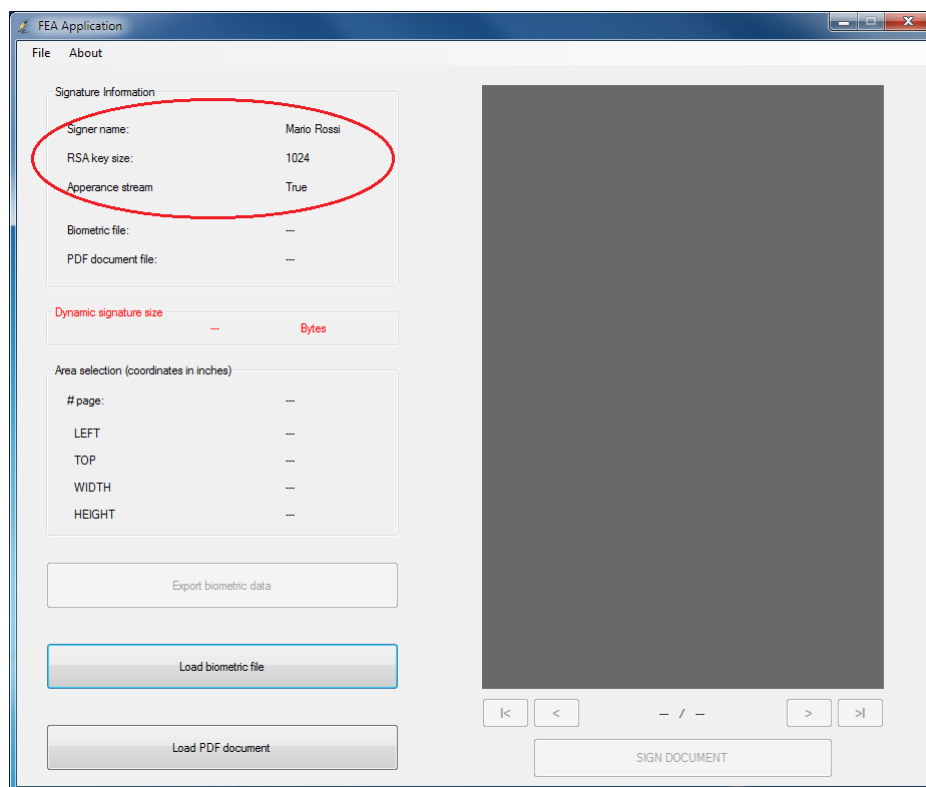 FEA Application
File About
Signature Information
Signer name: Mario Rossi
RSA key size: 1024
Apperance stream True
Biometric file: ---
PDF document file: ---
Dynamic signature size
--- Bytes
Area selection (coordinates in inches)
# page: ---
LEFT ---
TOP ---
WIDTH ---
HEIGHT ---
Export biometric data
Load biometric file
Load PDF document
|< < -- / -- > >|
SIGN DOCUMENT